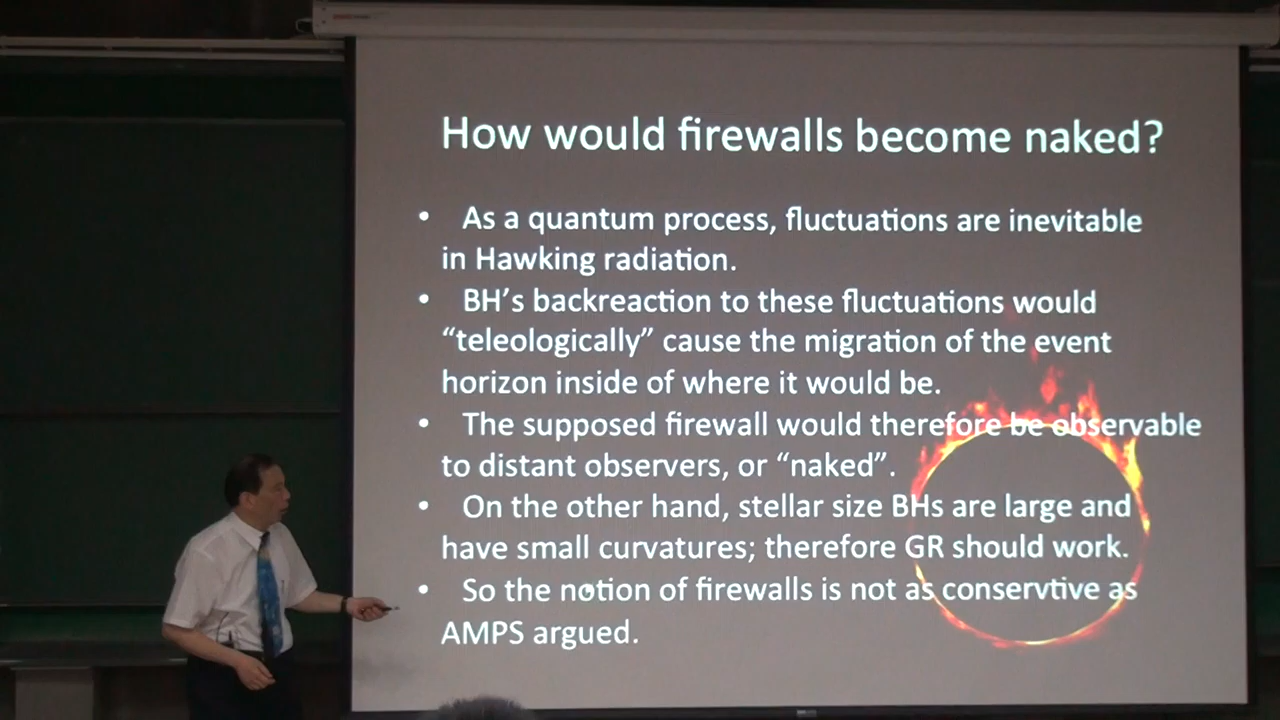 How would firewalls become naked?
• As a quantum process, fluctuations are inevitable
in Hawking radiation.
• BH’s backreaction to these fluctuations would
“teleologically” cause the migration of the event
horizon inside of where it would be.
• The supposed firewall would therefore be observable
to distant observers, or “naked”.
• On the other hand, stellar size BHs are large and
have small curvatures; therefore GR should work.
• So the notion of firewalls is not as conservtive as
AMPS argued.